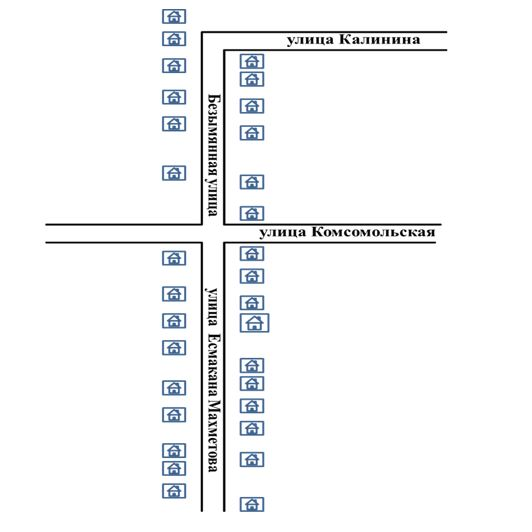 улица Калинина
Безымянная улица
улица Комсомольская
улица Есмакана Махметова